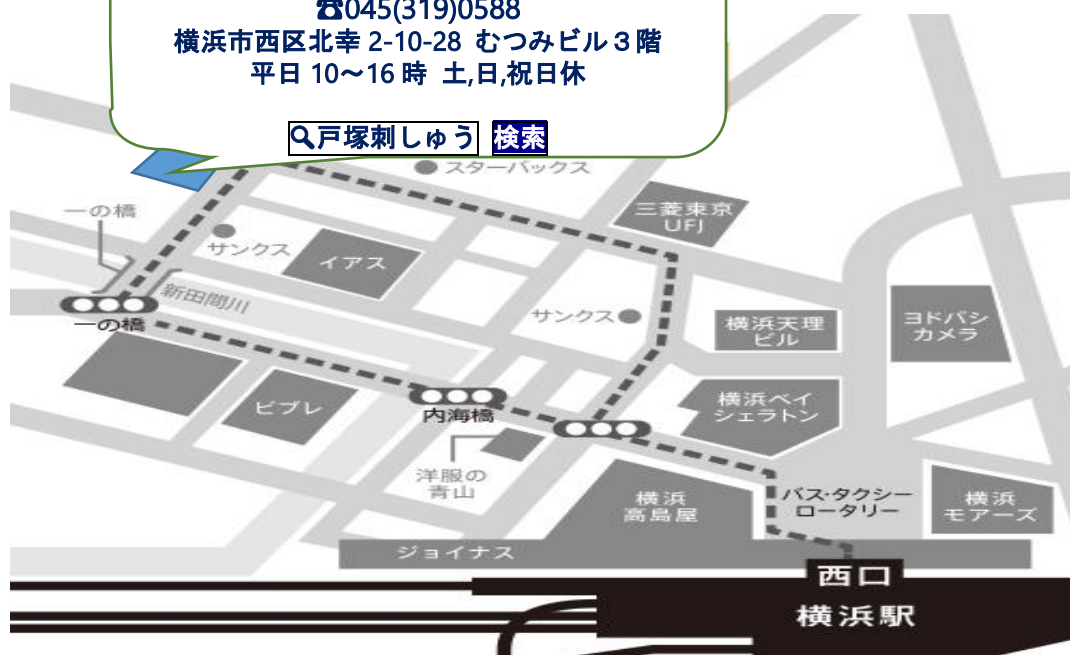 ☎045(319)0588
横浜市西区北幸 2-10-28 むつみビル３階
平日 10～16 時 土,日,祝日休
戸塚刺しゅう 検索
スターバックス
一の橋
三菱東京
UFJ
サンクス
イアス
新田間川
一の橋
サンクス
横浜天理
ビル
ヨドバシ
カメラ
ビブレ
内海橋
横浜ベイ
シェラトン
洋服の
青山
横浜
高島屋
バス・タクシー
ロータリー
横浜
モアーズ
ジョイナス
西口
横浜駅